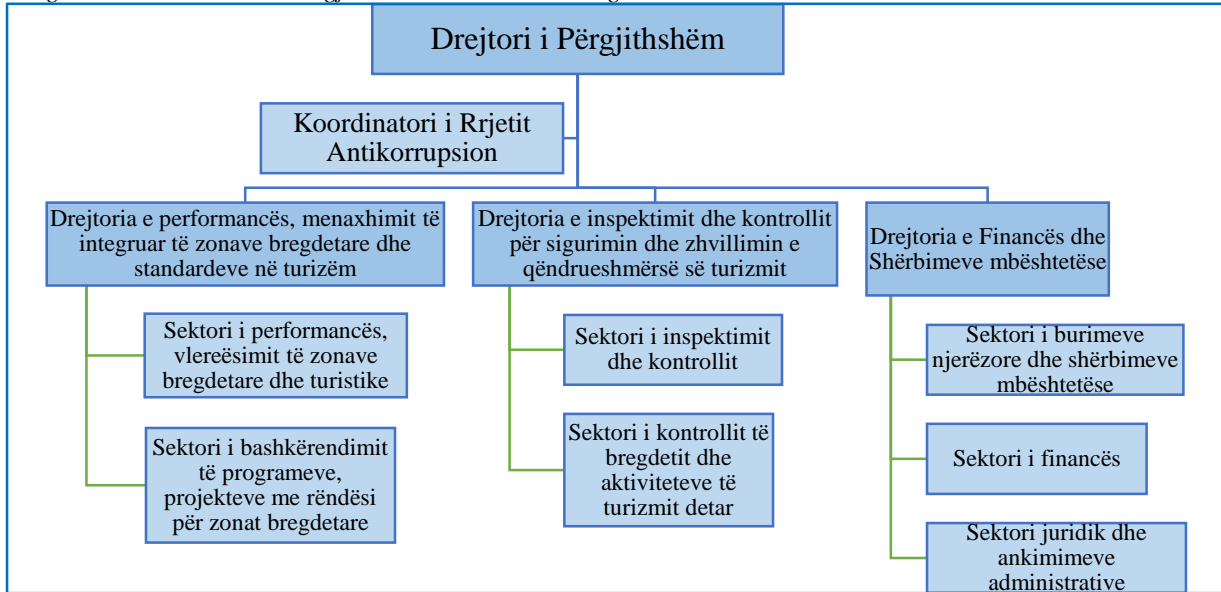 Drejtori i Përgjithshëm
Koordinatori i Rrjetit
Antikorrupsion
Drejtoria e performancës, menaxhimit të
integruar të zonave bregdetare dhe
standardeve në turizëm
Sektori i performancës,
vlereësimit të zonave
bregdetare dhe turistike
Sektori i bashkërendimit
të programeve,
projekteve me rëndësi
për zonat bregdetare
Drejtoria e inspektimit dhe kontrollit
për sigurimin dhe zhvillimin e
qëndrueshmërsë së turizmit
Sektori i inspektimit
dhe kontrollit
Sektori i kontrollit të
bregdetit dhe
aktiviteteve të
turizmit detar
Drejtoria e Financës dhe
Shërbimeve mbështetëse
Sektori i burimeve
njerëzore dhe shërbimeve
mbështetëse
Sektori i financës
Sektori juridik dhe
ankimimeve
administrative